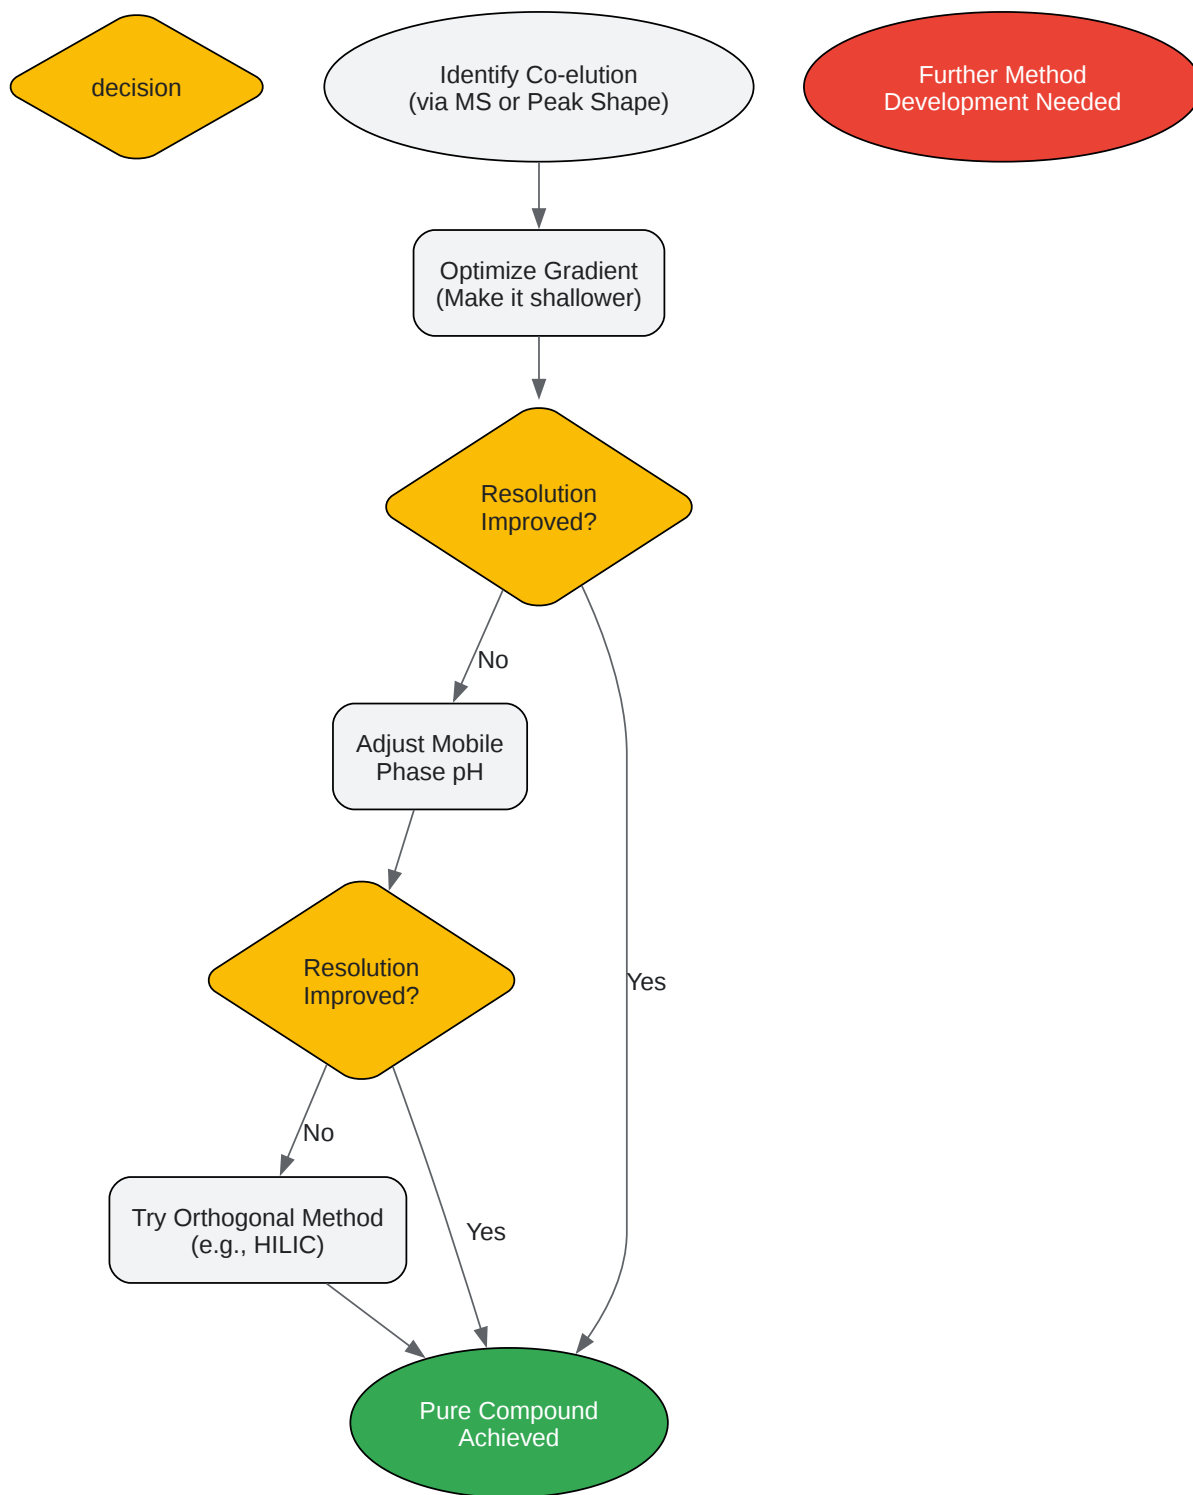 decision
Identify Co-elution
(via MS or Peak Shape)
Further Method
Development Needed
Optimize Gradient
(Make it shallower)
Resolution
Improved?
No
Adjust Mobile
Phase pH
Yes
Resolution
Improved?
No
Try Orthogonal Method
(e.g., HILIC)
Yes
Pure Compound
Achieved